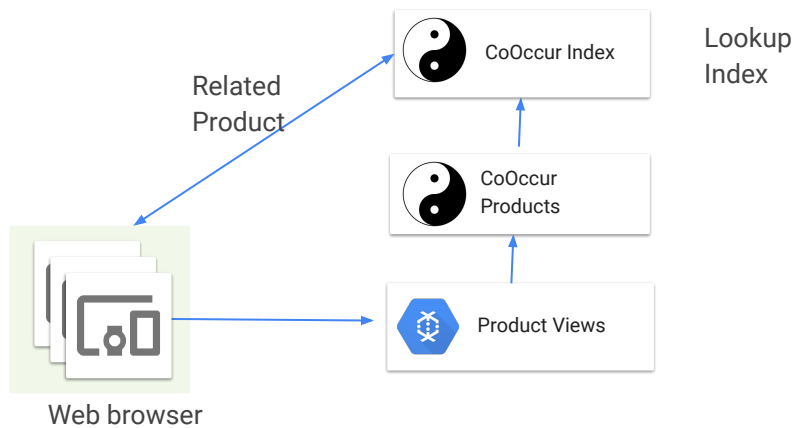 CoOccur Index
Lookup
Index
Related
Product
CoOccur
Products
Product Views
Web browser